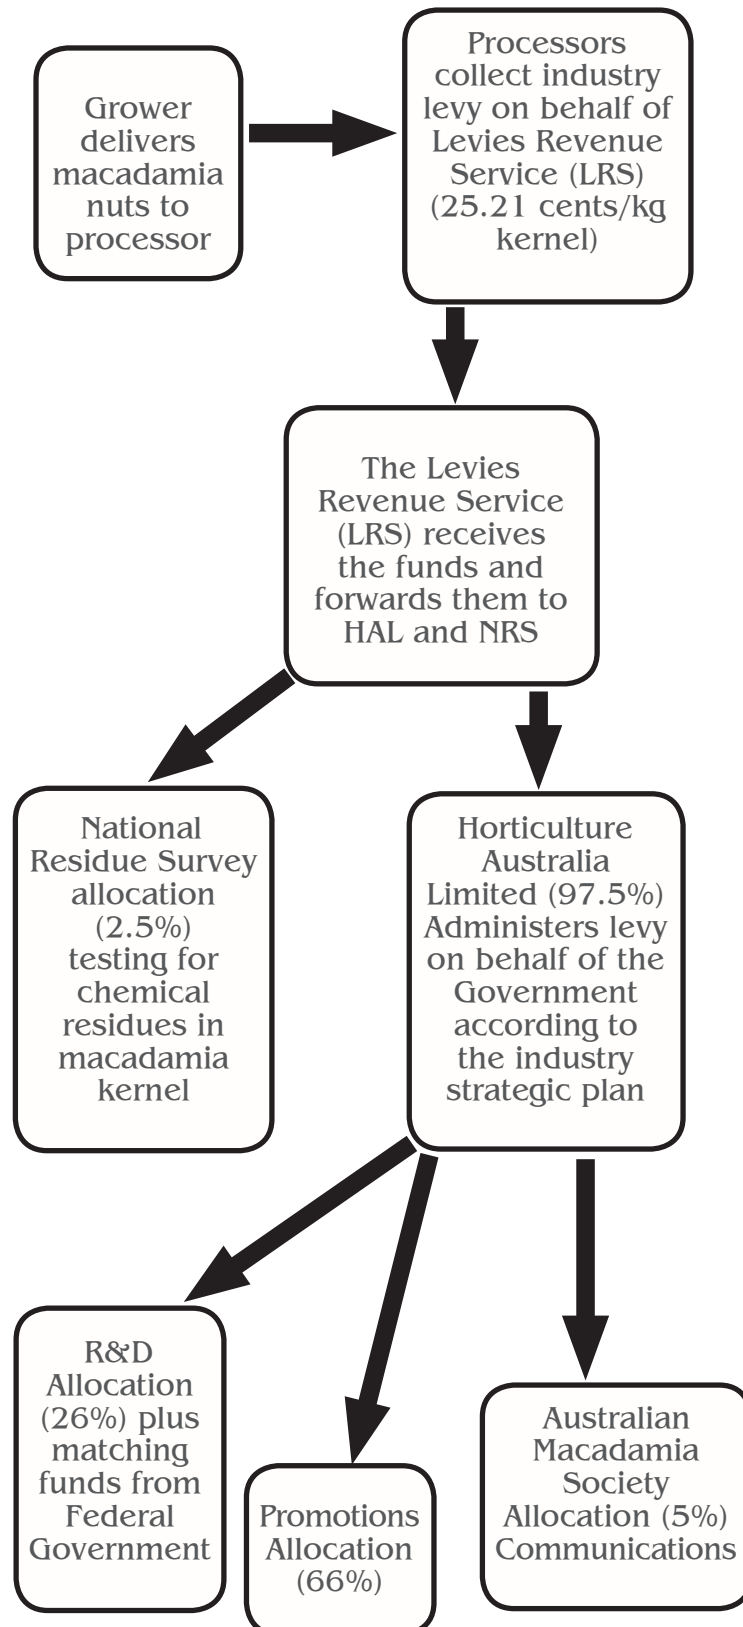 Grower
delivers
macadamia
nuts to
processor
Processors
collect industry
levy on behalf of
Levies Revenue
Service (LRS)
(25.21 cents/kg
kernel)
The Levies
Revenue Service
(LRS) receives
the funds and
forwards them to
HAL and NRS
National
Residue Survey
allocation
(2.5%)
testing for
chemical
residues in
macadamia
kernel
Horticulture
Australia
Limited (97.5%)
Administers levy
on behalf of the
Government
according to
the industry
strategic plan
R&D
Allocation
(26%) plus
matching
funds from
Federal
Government
Promotions
Allocation
(66%)
Australian
Macadamia
Society
Allocation (5%)
Communications